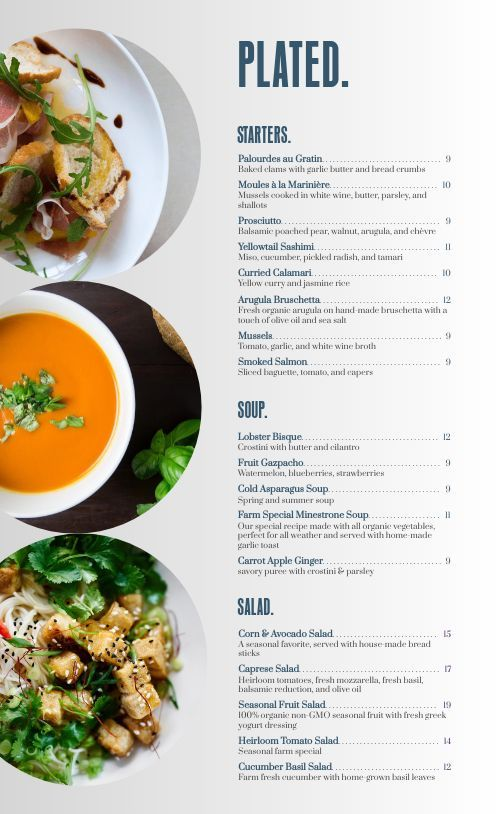 PLATED.
STARTERS.
Palourdes au Gratin 9
Baked clams with garlic butter and bread crumbs
Moules à la Marinière 10
Mussels cooked in white wine, butter, parsley, and
shallots
Prosciutto 9
Balsamic poached pear, walnut, arugula, and chèvre
Yellowtail Sashimi 11
Miso, cucumber, pickled radish, and tamari
Curried Calamari 10
Yellow curry and jasmine rice
Arugula Bruschetta 12
Fresh organic arugula on hand-made bruschetta with a
touch of olive oil and sea salt
Mussels 9
Tomato, garlic, and white wine broth
Smoked Salmon 9
Sliced baguette, tomato, and capers
SOUP.
Lobster Bisque 12
Crostini with butter and cilantro
Fruit Gazpacho 9
Watermelon, blueberries, strawberries
Cold Asparagus Soup 9
Spring and summer soup
Farm Special Minestrone Soup 11
Our special recipe made with all organic vegetables,
perfect for all weather and served with home-made
garlic toast
Carrot Apple Ginger 9
savory puree with crostini & parsley
SALAD.
Corn & Avocado Salad 15
A seasonal favorite, served with house-made bread
sticks
Caprese Salad 17
Heirloom tomatoes, fresh mozzarella, fresh basil,
balsamic reduction, and olive oil
Seasonal Fruit Salad 19
100% organic non-GMO seasonal fruit with fresh greek
yogurt dressing
Heirloom Tomato Salad 14
Seasonal farm special
Cucumber Basil Salad 12
Farm fresh cucumber with home-grown basil leaves